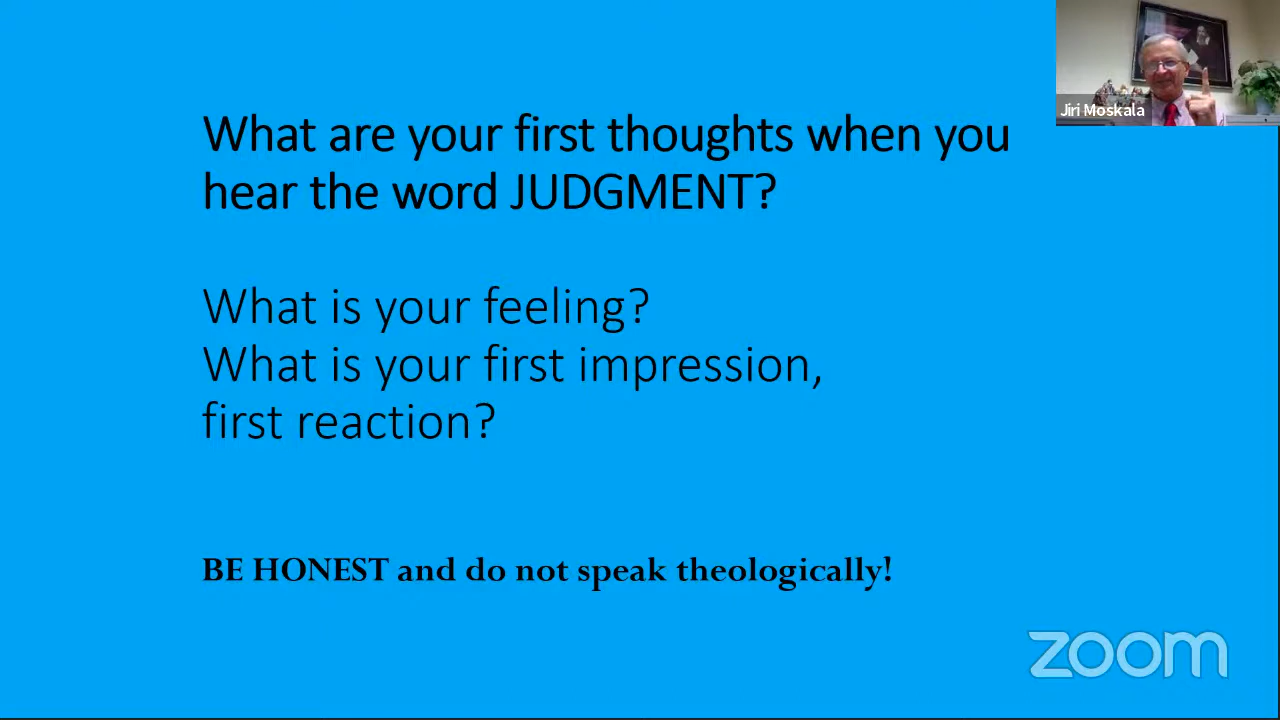 Jiri Moskala
What are your first thoughts when you
hear the word JUDGMENT?
What is your feeling?
What is your first impression,
first reaction?
BE HONEST and do not speak theologically!
zoom